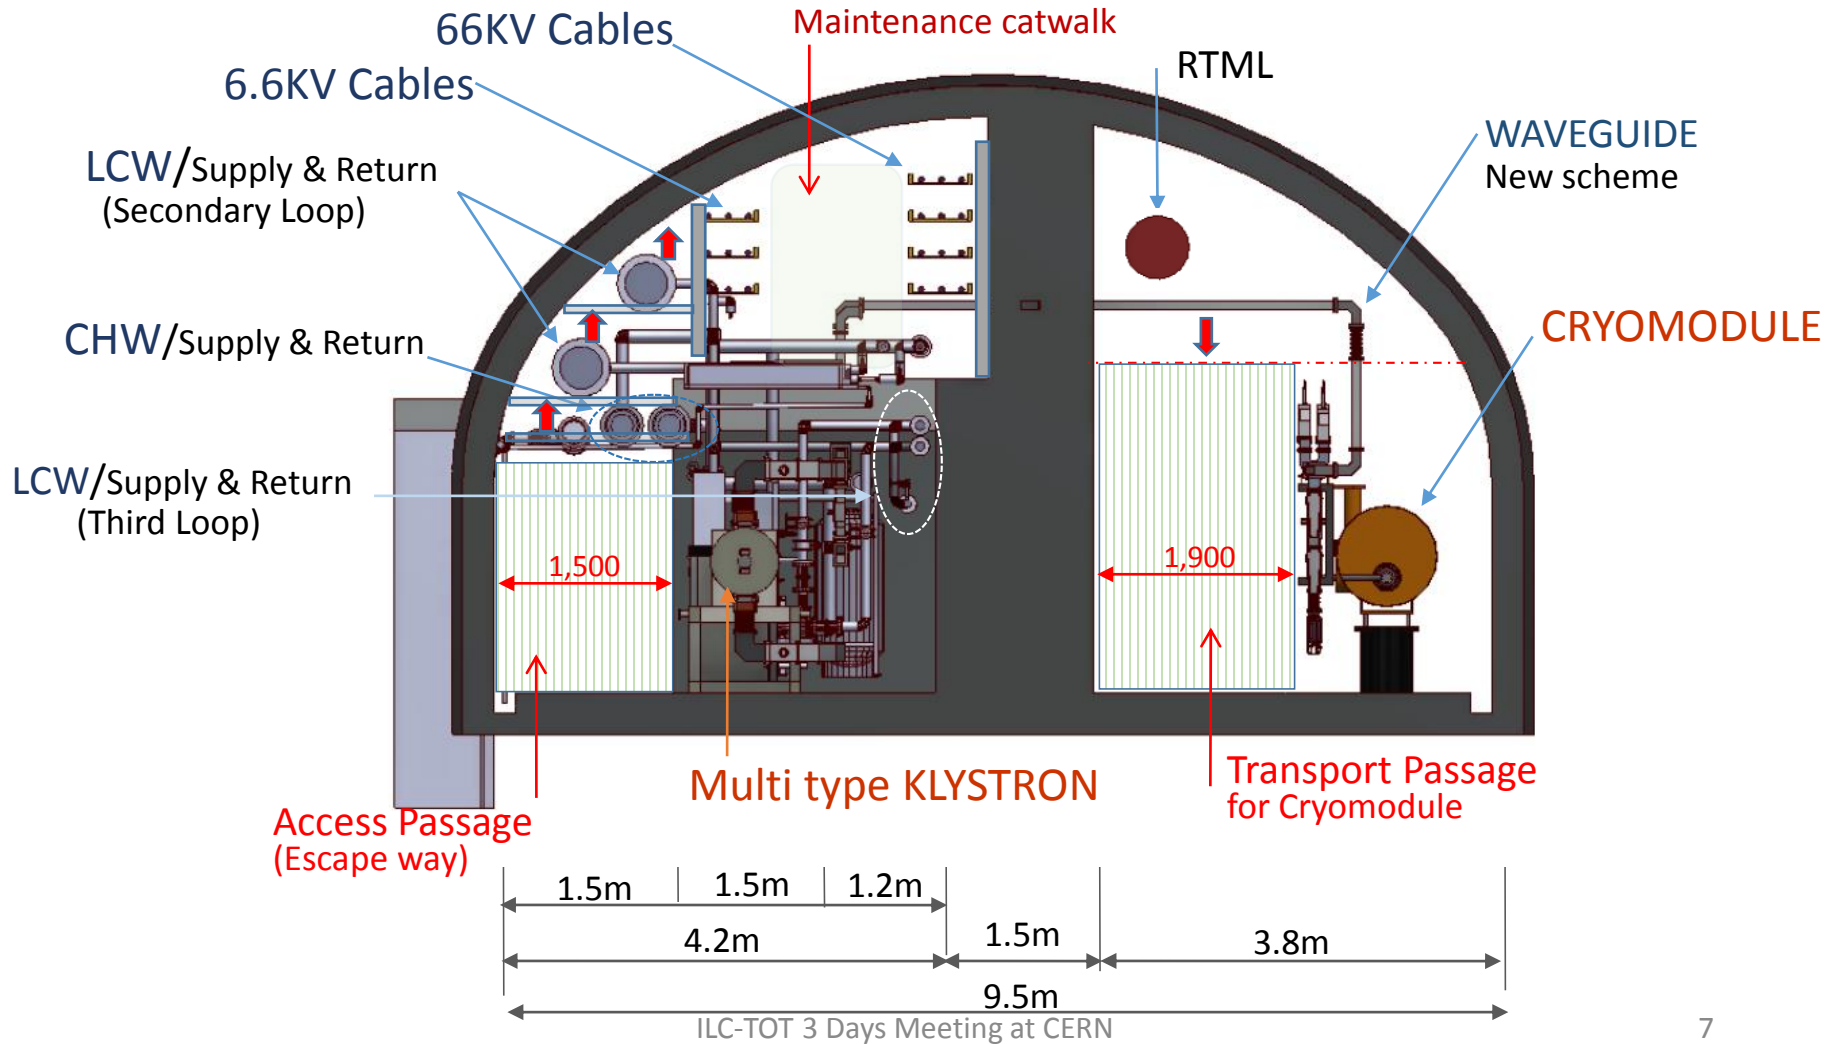 66KV Cables
Maintenance catwalk
6.6KV Cables
RTML
LCW/Supply & Return
(Secondary Loop)
WAVEGUIDE
New scheme
CHW/Supply & Return
CRYOMODULE
LCW/Supply & Return
(Third Loop)
1,500
1,900
Multi type KLYSTRON
Transport Passage
for Cryomodule
Access Passage
(Escape way)
1.5m
1.5m
1.2m
4.2m
1.5m
3.8m
9.5m
ILC-TOT 3 Days Meeting at CERN
7